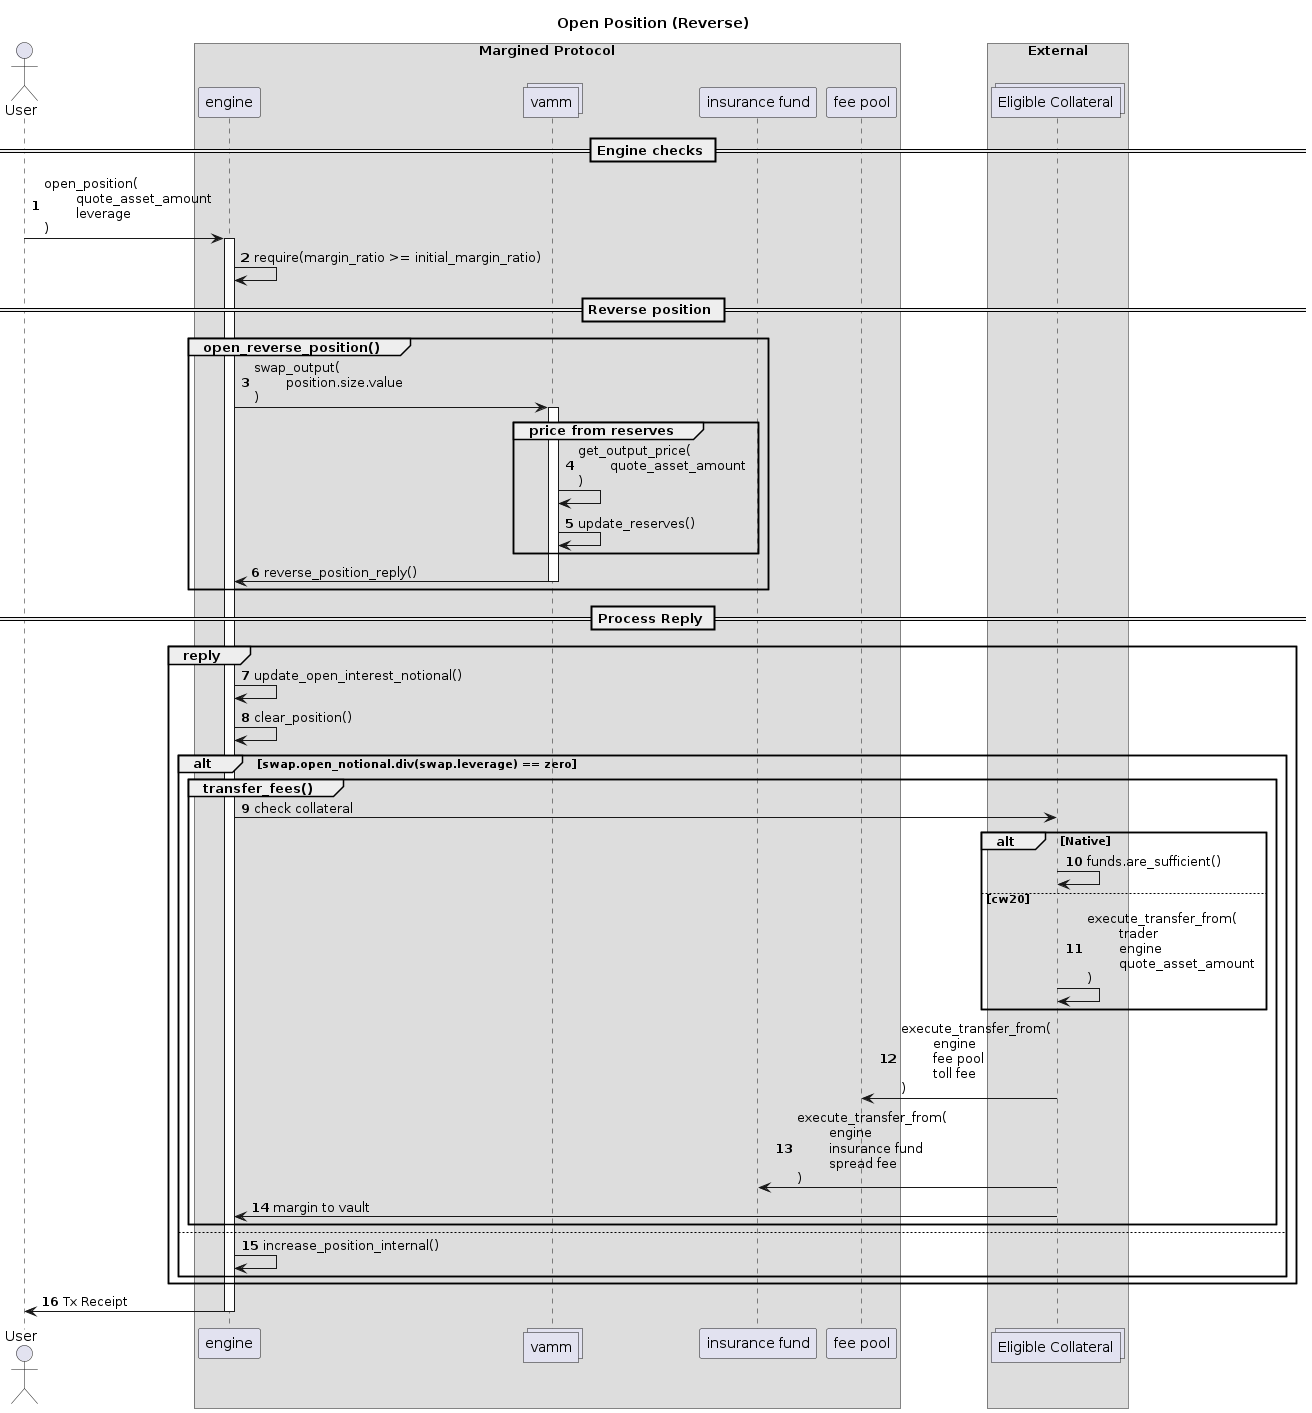 Open Position (Reverse)
Margined Protocol
External
User
engine
vamm
insurance fund
fee pool
Eligible Collateral
Engine checks
open_position(
quote_asset_amount
1
leverage
)
2 require(margin_ratio >= initial_margin_ratio)
Reverse position
open_reverse_position()
swap_output(
3 position.size.value
)
price from reserves
get_output_price(
4 quote_asset_amount
)
5 update_reserves()
6 reverse_position_reply()
Process Reply
reply
7 update_open_interest_notional()
8 clear_position()
alt [swap.open_notional.div(swap.leverage) == zero]
transfer_fees()
9 check collateral
alt [Native]
10 funds.are_sufficient()
[cw20]
execute_transfer_from(
trader
11 engine
quote_asset_amount
)
execute_transfer_from(
engine
12 fee pool
toll fee
)
execute_transfer_from(
engine
13 insurance fund
spread fee
)
14 margin to vault
15 increase_position_internal()
16 Tx Receipt
User
engine
vamm
insurance fund
fee pool
Eligible Collateral